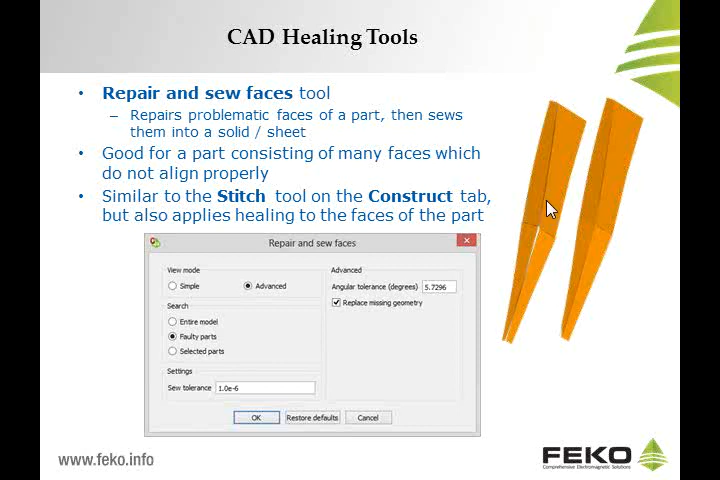 CAD Healing Tools
• Repair and sew faces tool
– Repairs problematic faces of a part, then sews
them into a solid / sheet
• Good for a part consisting of many faces which
do not align properly
• Similar to the Stitch tool on the Construct tab,
but also applies healing to the faces of the part
Repair and sew faces
View mode
Simple
Advanced
Search
Entire model
Faulty parts
Selected parts
Settings
Sew tolerance 1.0e-6
Advanced
Angular tolerance (degrees) 5.7296
Replace missing geometry
OK
Restore defaults
Cancel
www.feko.info
FEKO
Comprehensive Electromagnetic Solutions